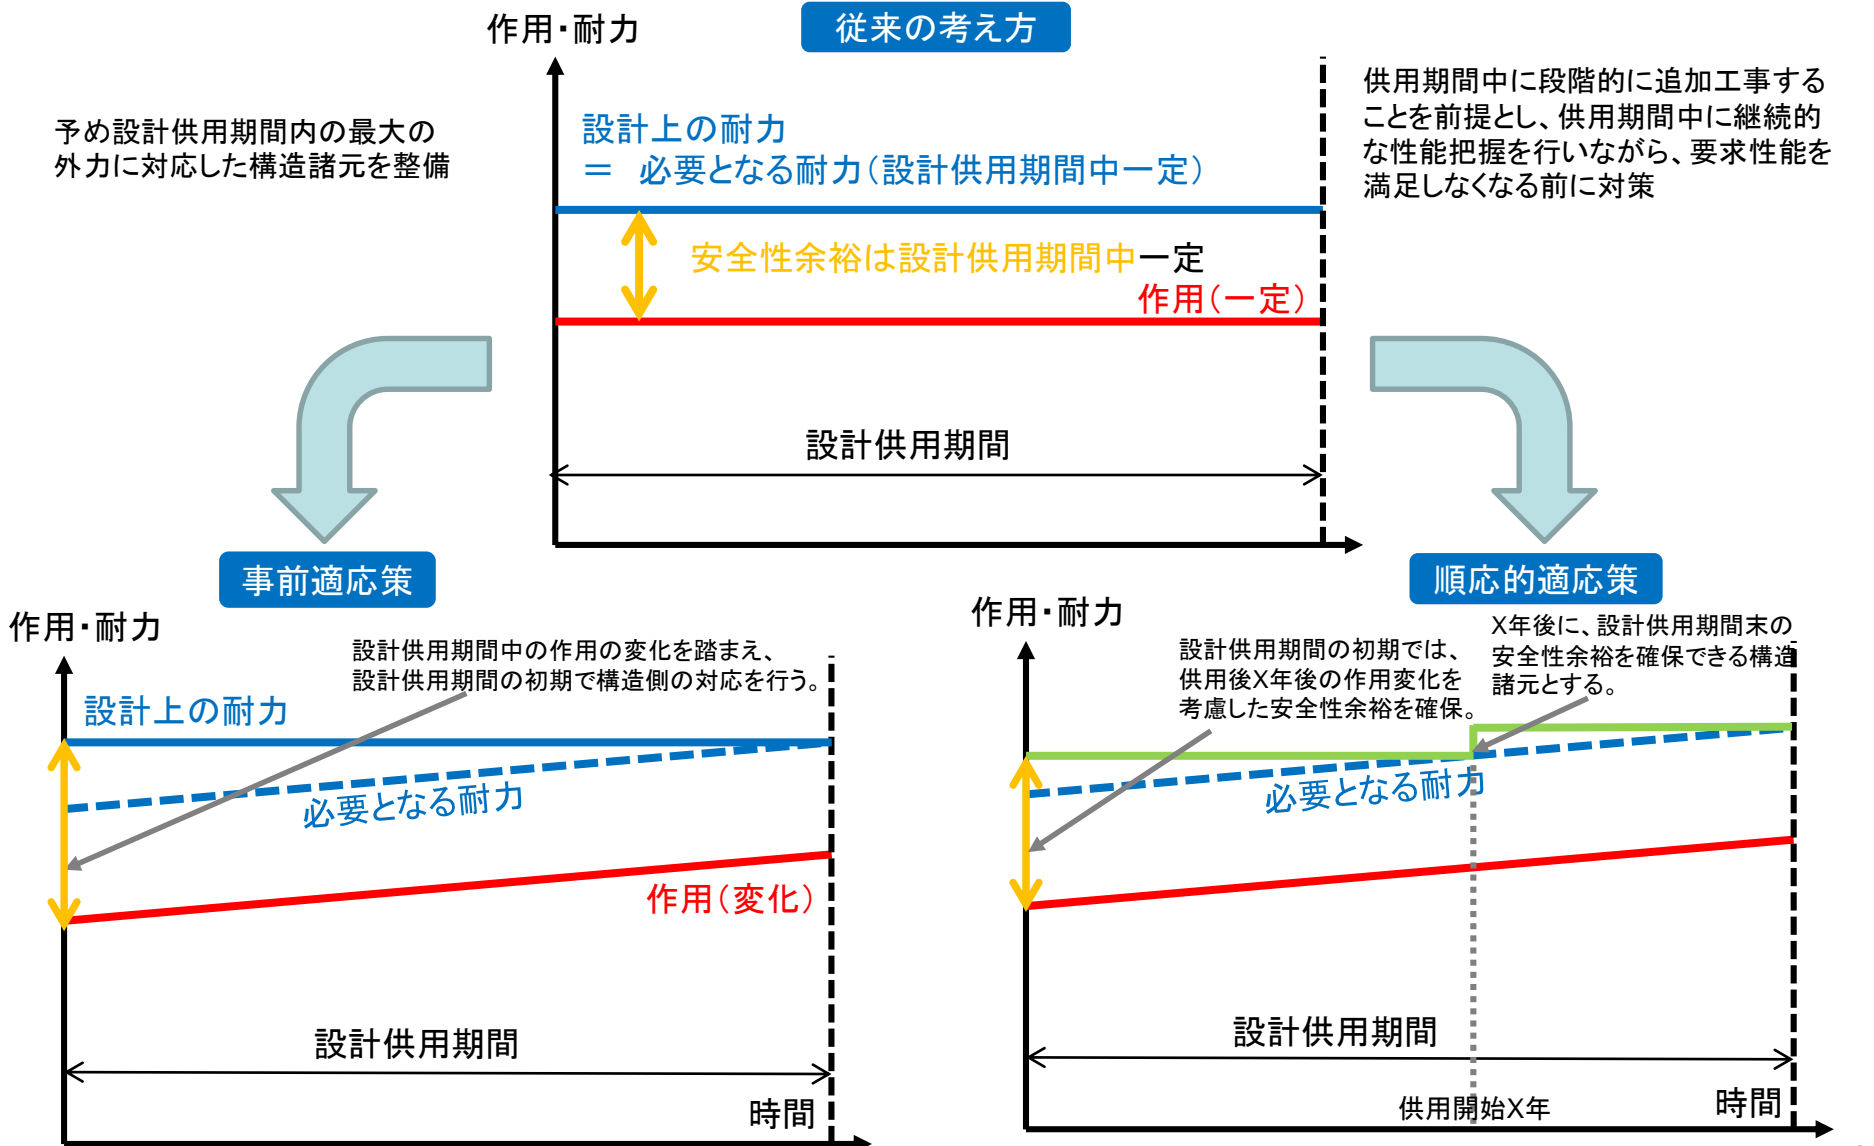 従来の考え方
作用・耐力
設計上の耐力
＝　必要となる耐力（設計供用期間中一定）
安全性余裕は設計供用期間中一定
作用（一定）
設計供用期間
予め設計供用期間内の最大の
外力に対応した構造諸元を整備
供用期間中に段階的に追加工事する
ことを前提とし、供用期間中に継続的
な性能把握を行いながら、要求性能を
満足しなくなる前に対策
事前適応策
作用・耐力
設計供用期間中の作用の変化を踏まえ、
設計供用期間の初期で構造側の対応を行う。
設計上の耐力
必要となる耐力
作用（変化）
設計供用期間
時間
順応的適応策
作用・耐力
設計供用期間の初期では、
供用後X年後の作用変化を
考慮した安全性余裕を確保。
X年後に、設計供用期間末の
安全性余裕を確保できる構造
諸元とする。
必要となる耐力
設計供用期間
供用開始X年
時間